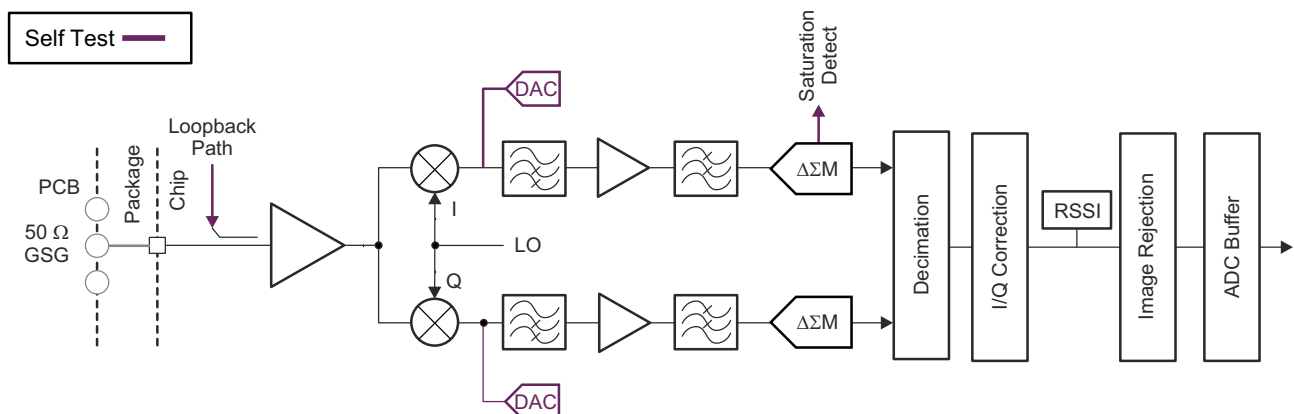 Self Test
DAC
Saturation
Detect
Loopback
Path
PCB
Package
Chip
50 Ω
GSG
I
LO
Q
ΔΣM
Decimation
I/Q Correction
RSSI
Image Rejection
ADC Buffer
ΔΣM
DAC